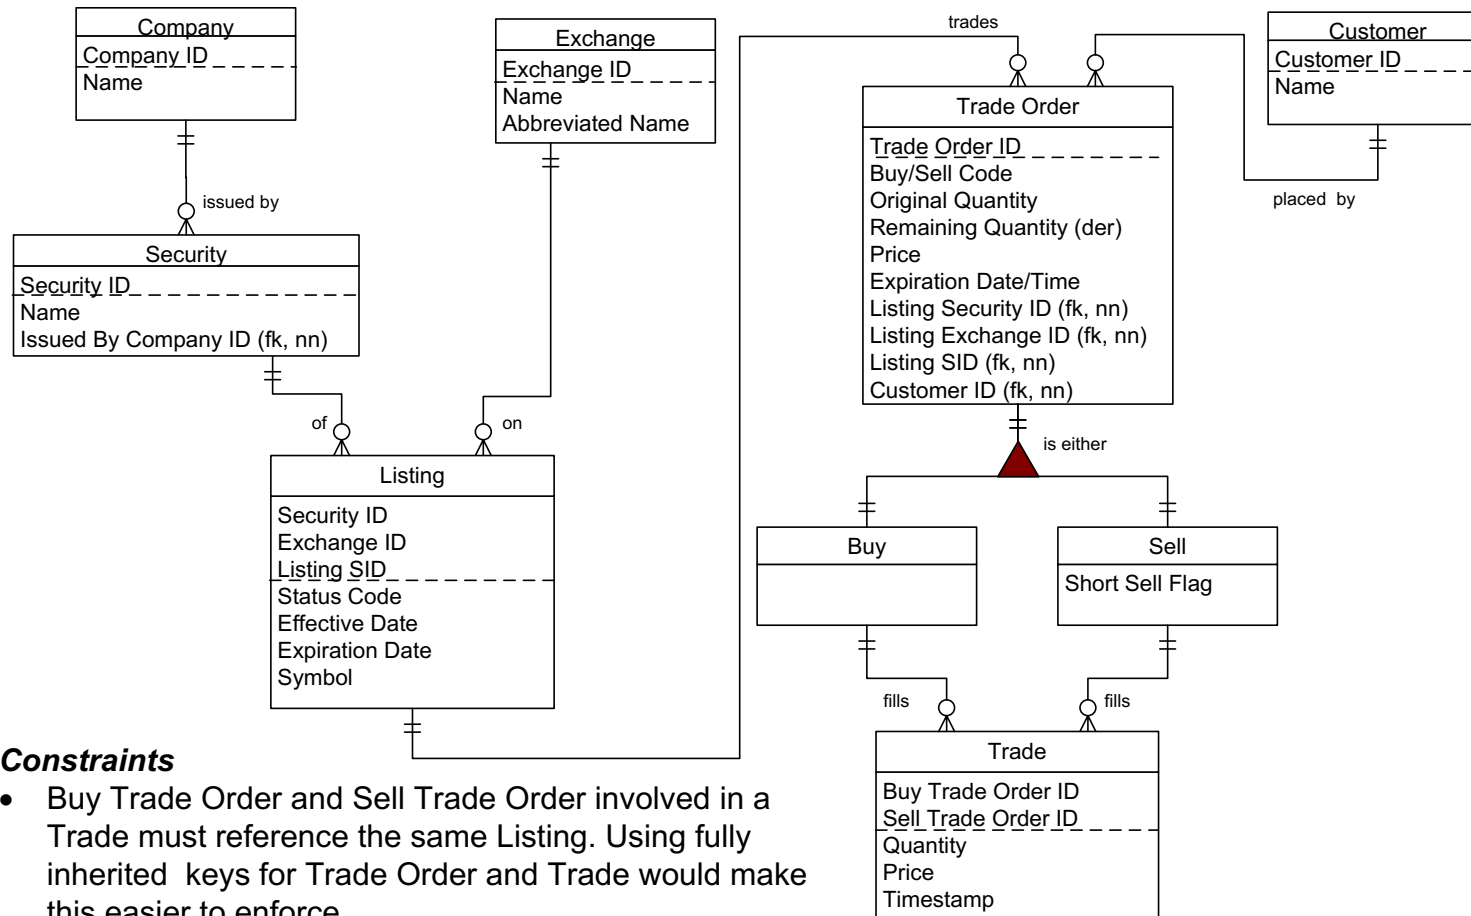 Company
Company ID
Name
Exchange
Exchange ID
Name
Abbreviated Name
trades
Customer
Customer ID
Name
placed by
Trade Order
Trade Order ID
Buy/Sell Code
Original Quantity
Remaining Quantity (der)
Price
Expiration Date/Time
Listing Security ID (fk, nn)
Listing Exchange ID (fk, nn)
Listing SID (fk, nn)
Customer ID (fk, nn)
issued by
Security
Security ID
Name
Issued By Company ID (fk, nn)
of
on
Listing
Security ID
Exchange ID
Listing SID
Status Code
Effective Date
Expiration Date
Symbol
is either
Buy
Sell
Short Sell Flag
fills
fills
Trade
Buy Trade Order ID
Sell Trade Order ID
Quantity
Price
Timestamp
Constraints
• Buy Trade Order and Sell Trade Order involved in a
Trade must reference the same Listing. Using fully
inherited keys for Trade Order and Trade would make
this easier to enforce